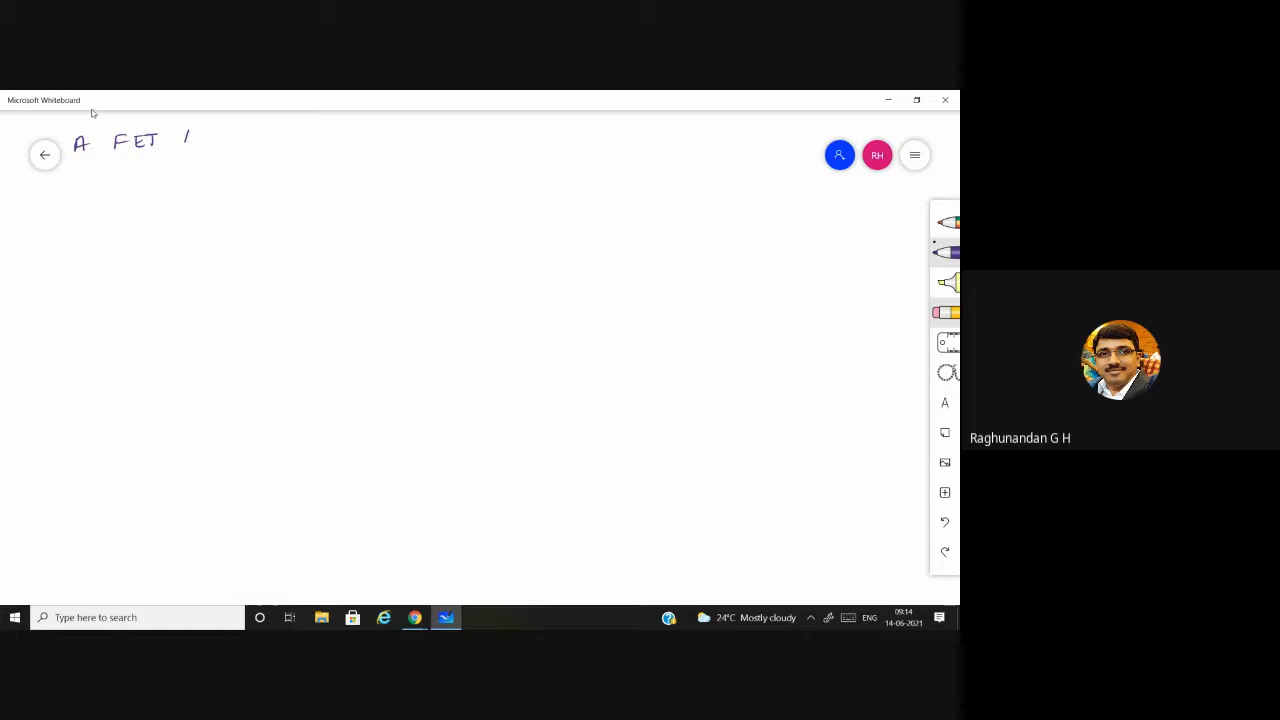 Microsoft Whiteboard
A FET
RH
A
Raghunandan G H
Type here to search
24°C Mostly cloudy
ENG
09:14
14-06-2021